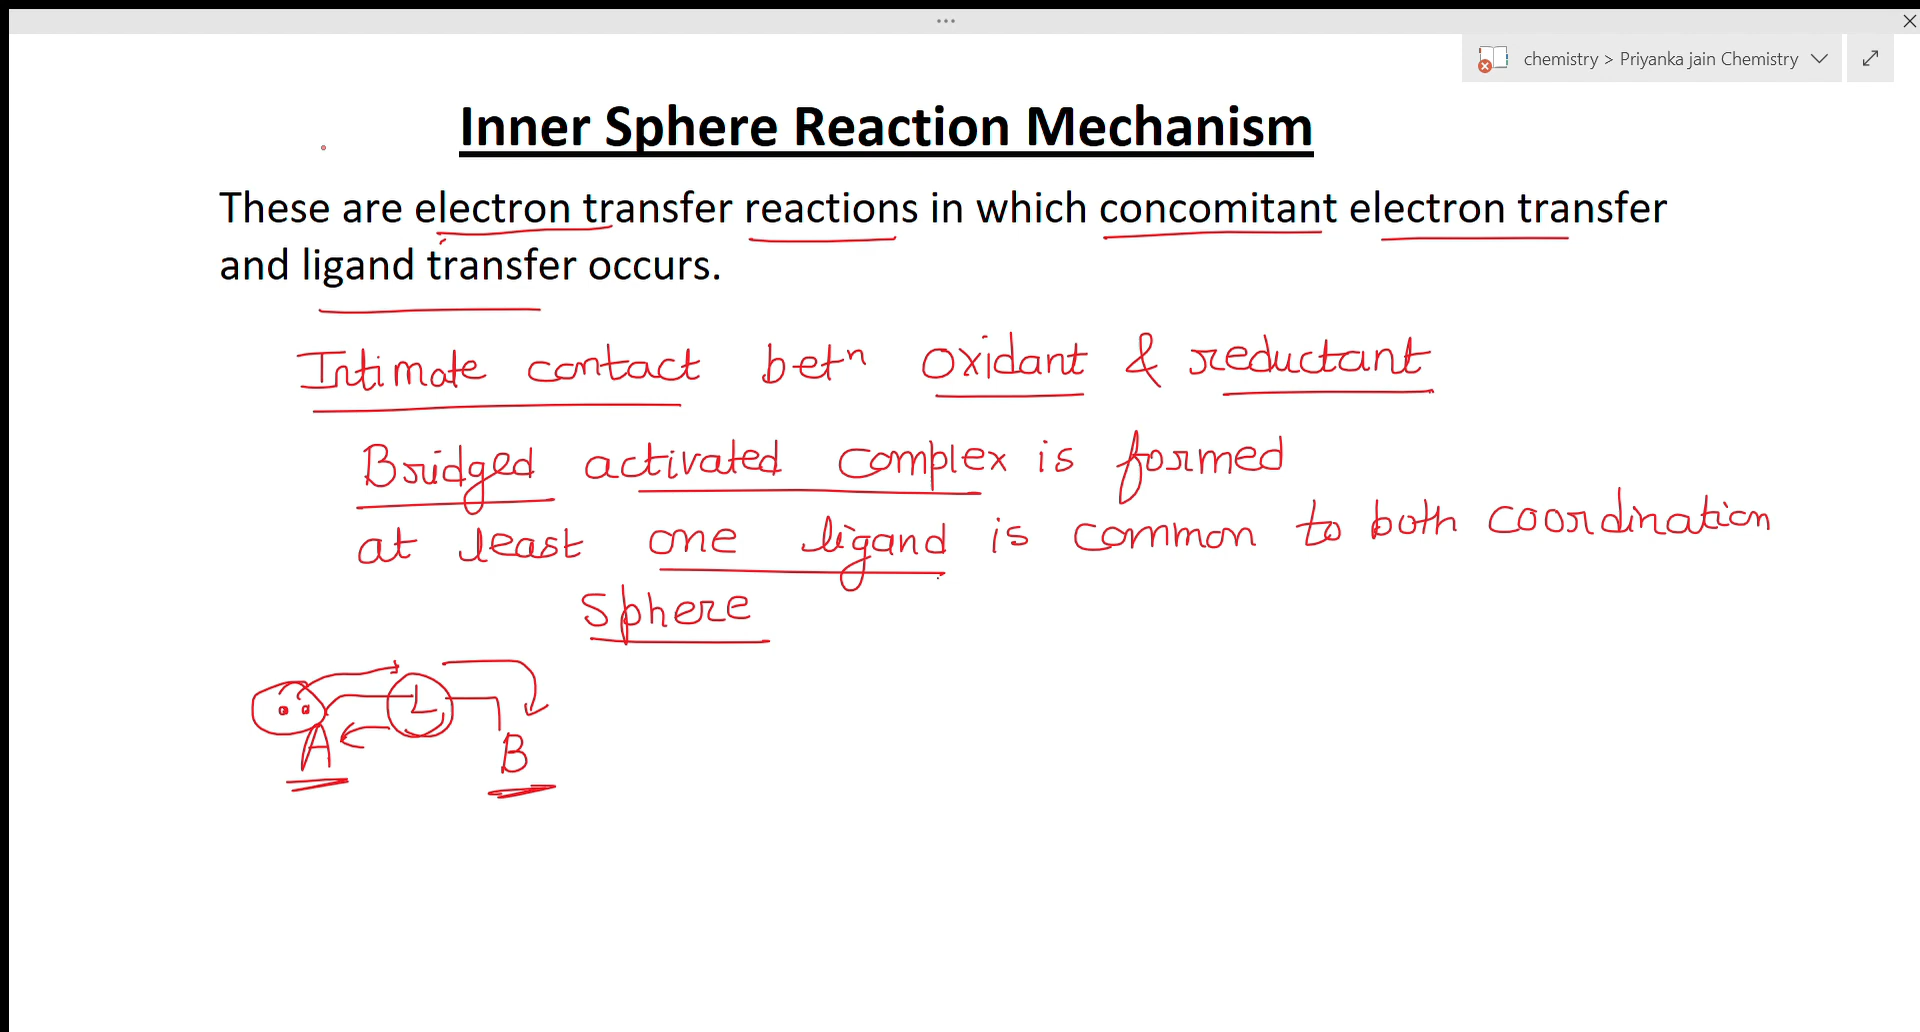 chemistry > Priyanka jain Chemistry
Inner Sphere Reaction Mechanism
These are electron transfer reactions in which concomitant electron transfer
and ligand transfer occurs.
Intimate contact betⁿ oxidant & reductant
Bridged activated complex is formed
at least one ligand is common to both coordination
sphere
L
A B